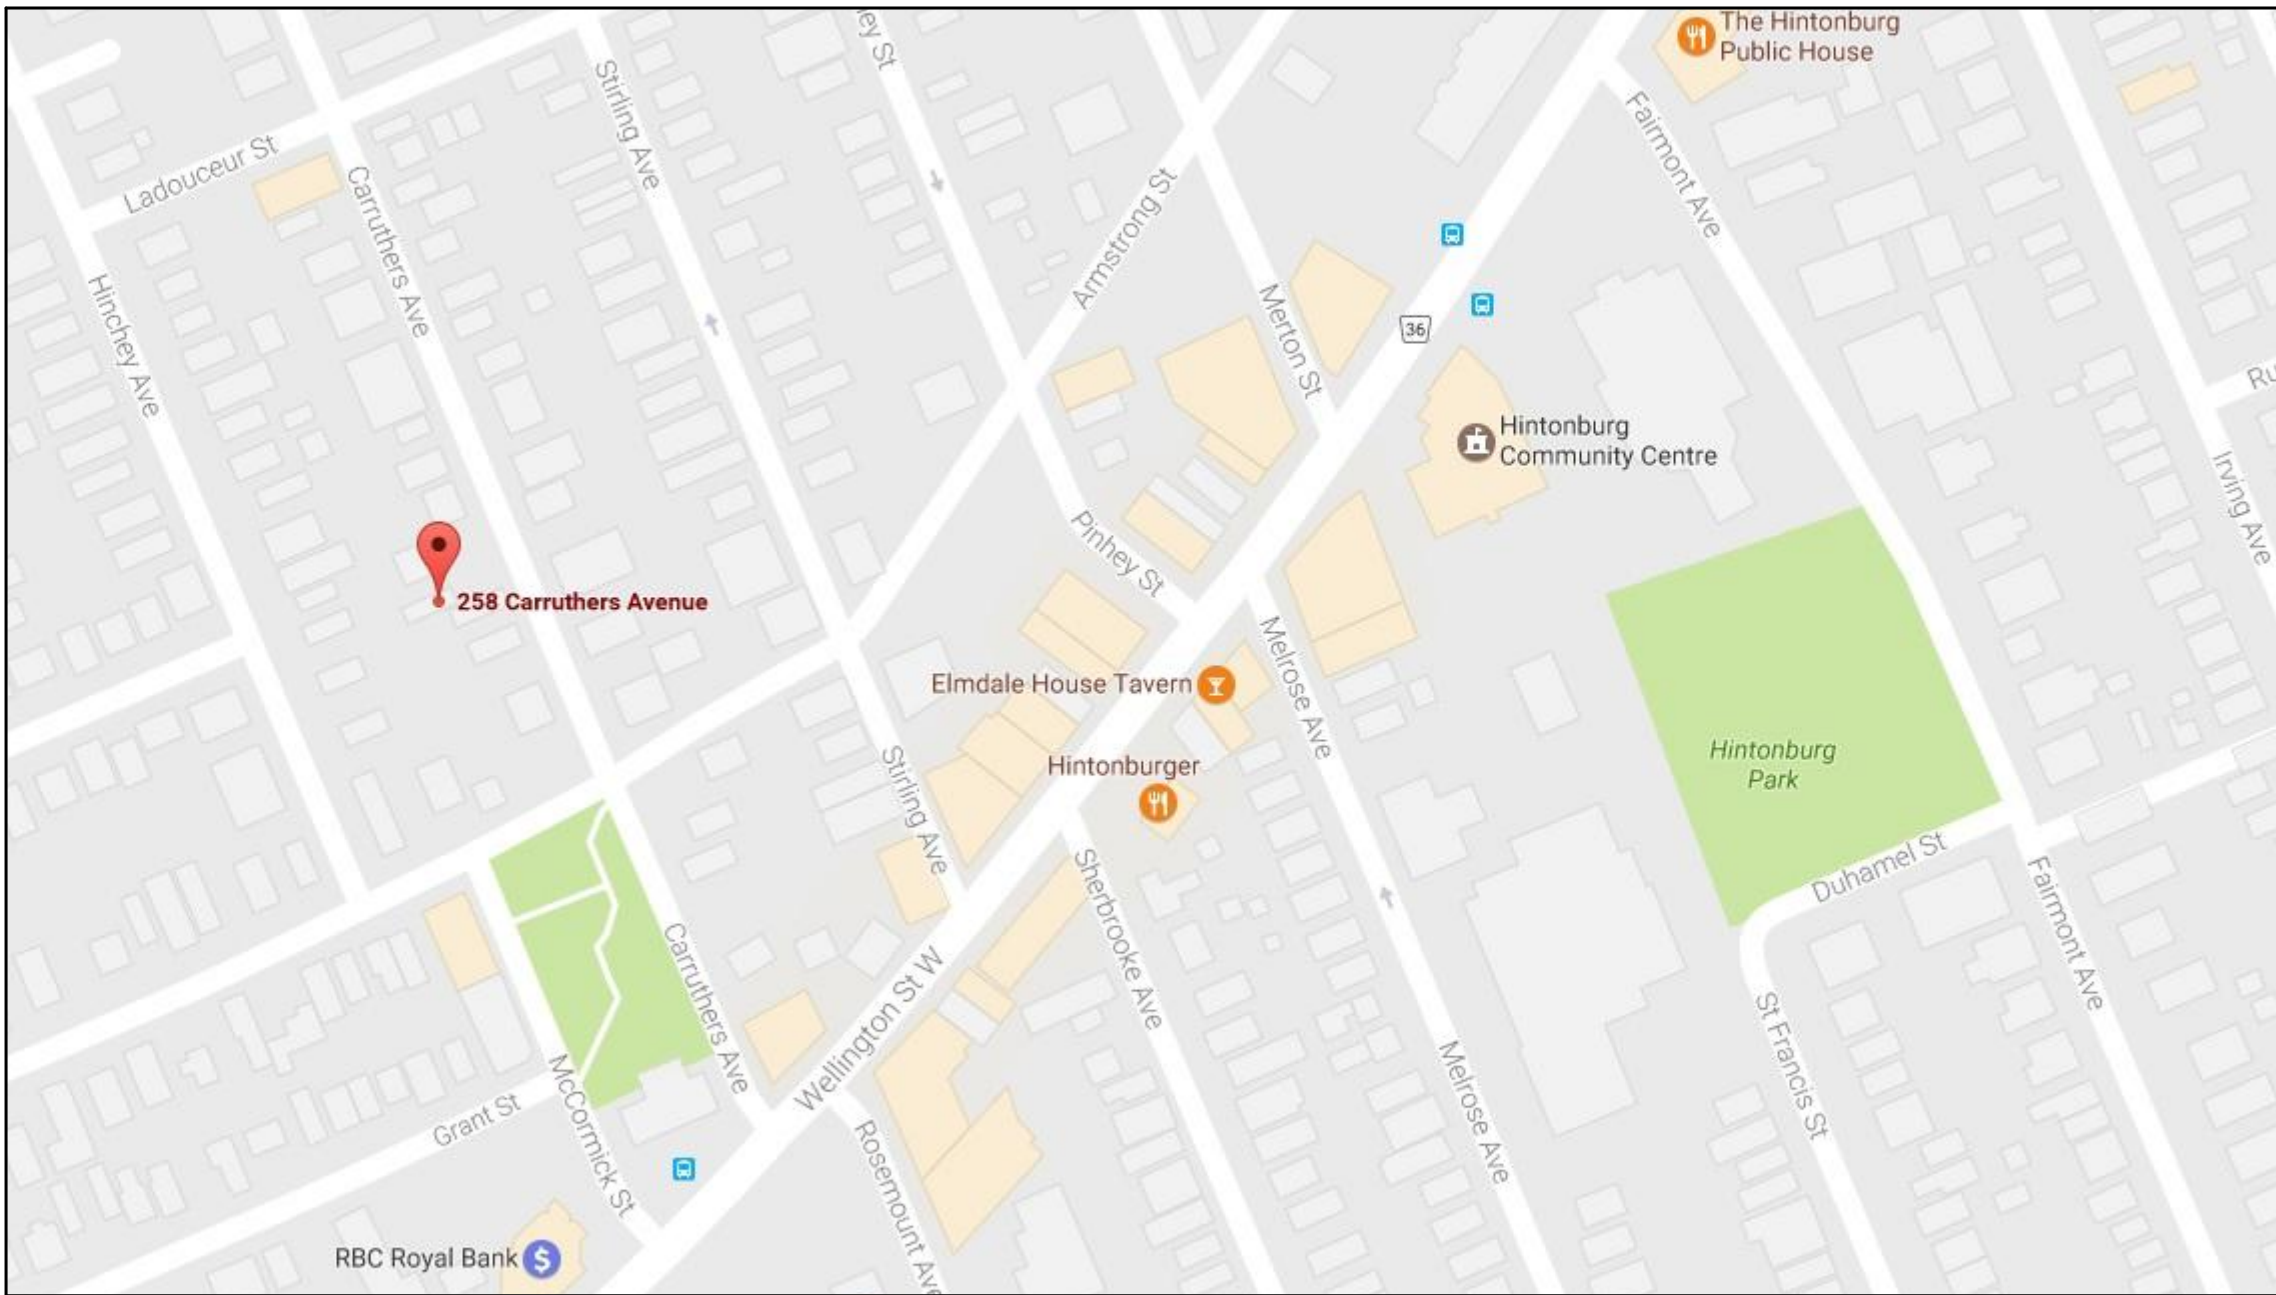 The Hintonburg
Public House
Stirling Ave
Ladouceur St
Carruthers Ave
Fairmont Ave
Armstrong St
Hinchey Ave
Merton St
36
Hintonburg
Community Centre
Irving Ave
Pinhey St
258 Carruthers Avenue
Melrose Ave
Elmdale House Tavern
Hintonburger
Hintonburg
Park
Stirling Ave
Sherbrooke Ave
Duhamel St
Fairmont Ave
Carruthers Ave
Wellington St W
St Francis St
McCormick St
Grant St
Melrose Ave
Rosemount Ave
RBC Royal Bank
$